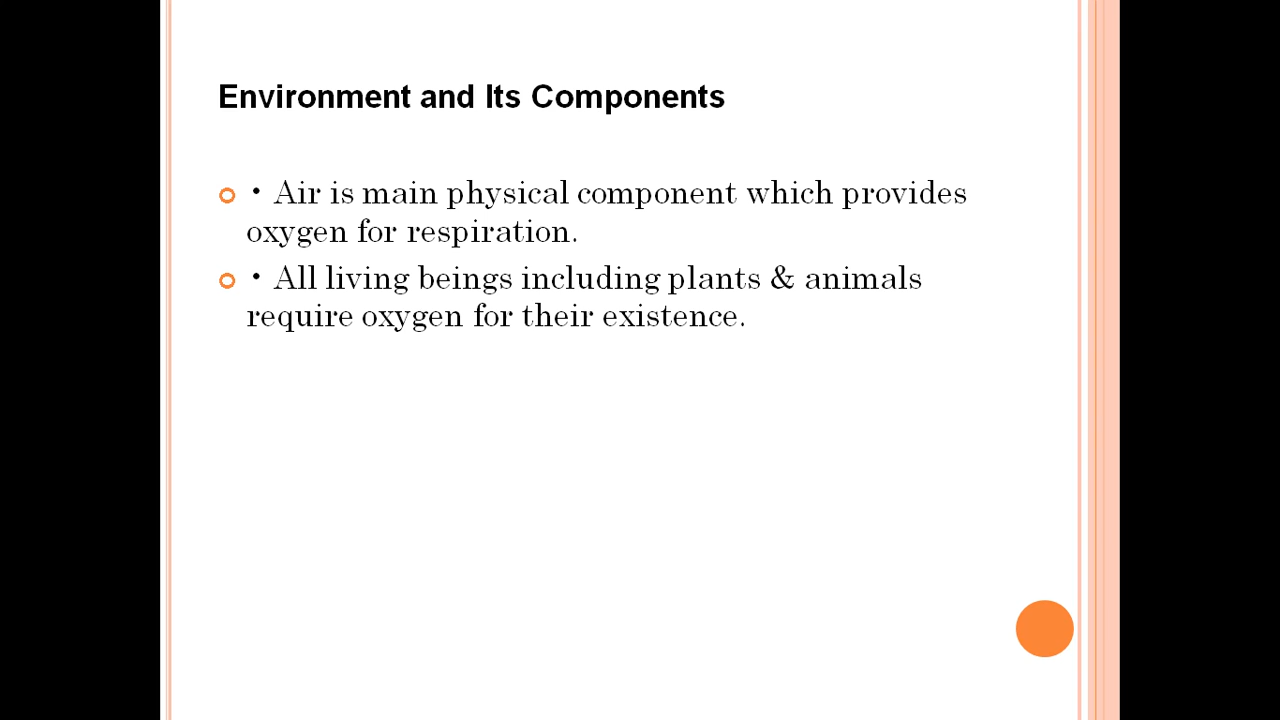 Environment and Its Components
• Air is main physical component which provides
oxygen for respiration.
• All living beings including plants & animals
require oxygen for their existence.